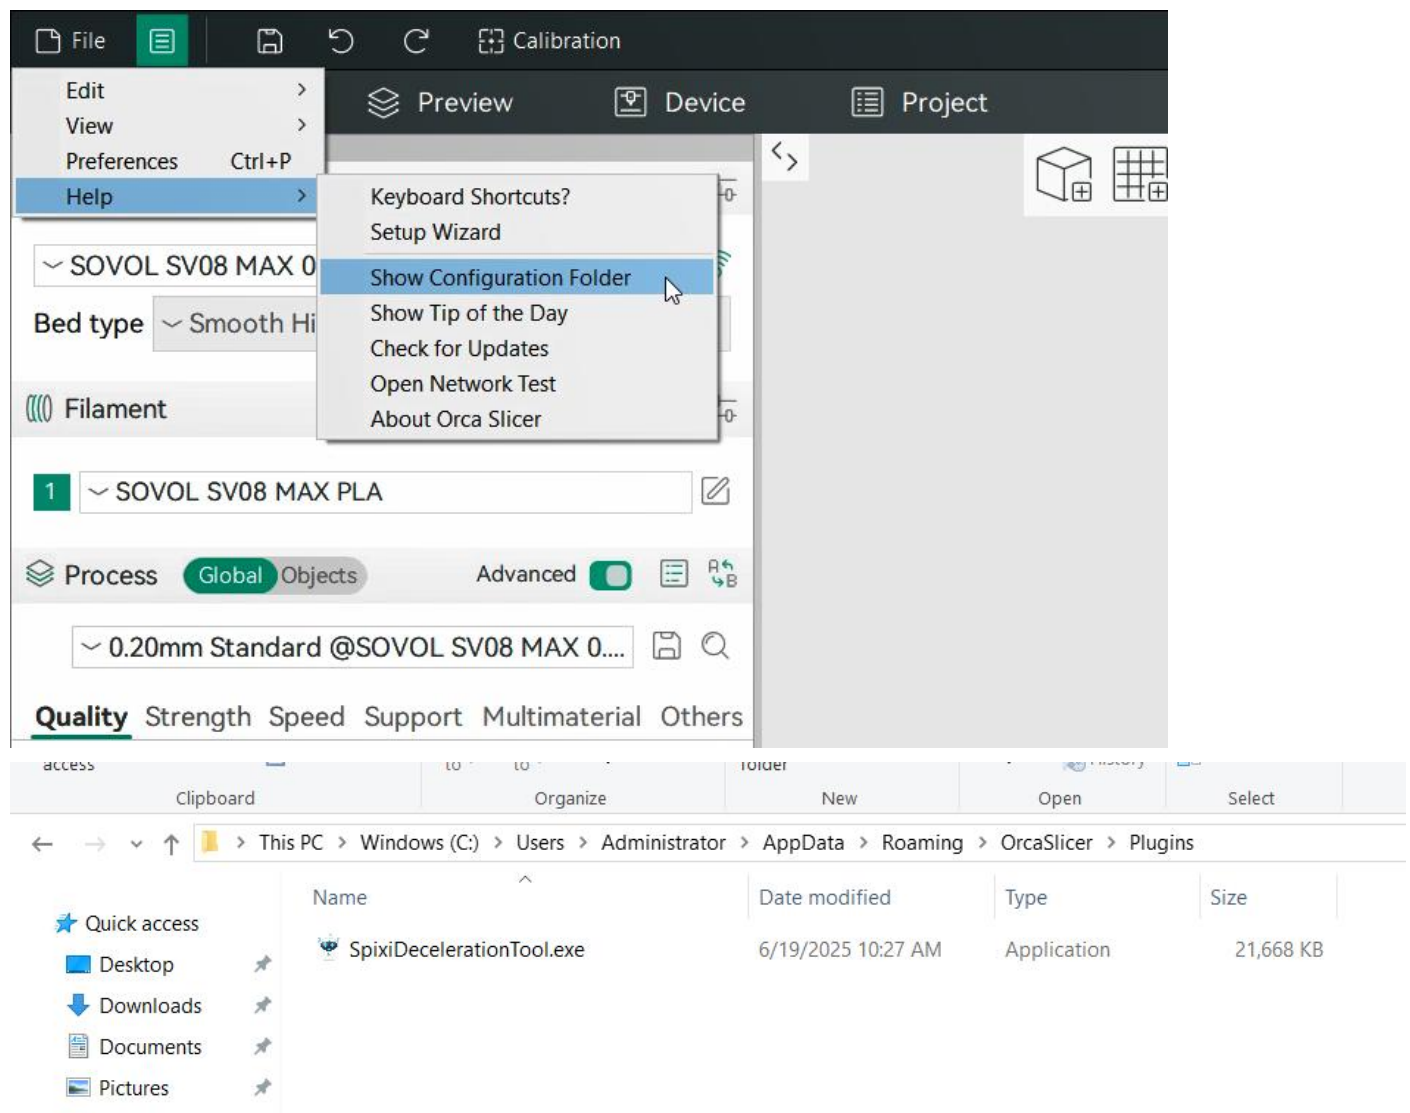 File
Calibration
Edit
View
Preferences Ctrl+P
Help
Preview
Device
Project
Keyboard Shortcuts?
Setup Wizard
Show Configuration Folder
Show Tip of the Day
Check for Updates
Open Network Test
About Orca Slicer
SOVOL SV08 MAX 0
Bed type Smooth Hi
Filament
1 SOVOL SV08 MAX PLA
Process Global Objects Advanced
A
B
0.20mm Standard @SOVOL SV08 MAX 0....
Quality Strength Speed Support Multimaterial Others
access to to folder History
Clipboard Organize New Open Select
This PC > Windows (C:) > Users > Administrator > AppData > Roaming > OrcaSlicer > Plugins
Name Date modified Type Size
Quick access
SpixiDecelerationTool.exe 6/19/2025 10:27 AM Application 21,668 KB
Desktop
Downloads
Documents
Pictures